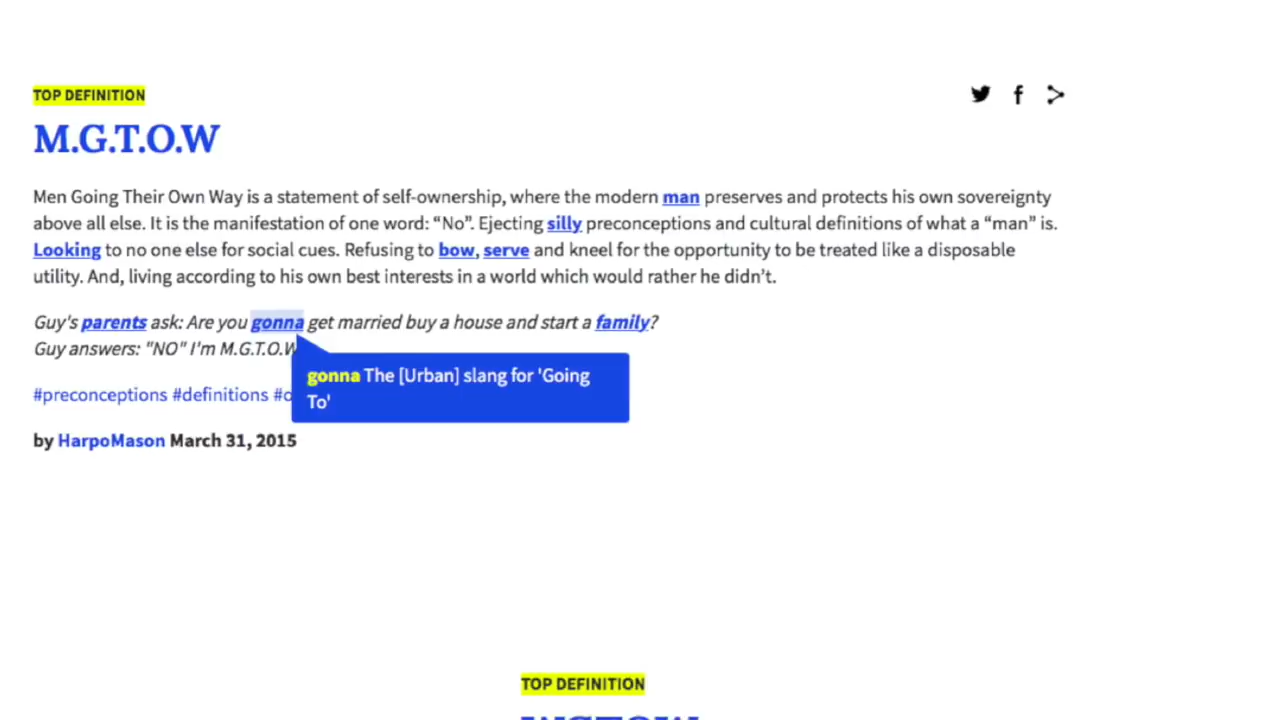 TOP DEFINITION
M.G.T.O.W
Men Going Their Own Way is a statement of self-ownership, where the modern man preserves and protects his own sovereignty
above all else. It is the manifestation of one word: “No”. Ejecting silly preconceptions and cultural definitions of what a “man” is.
Looking to no one else for social cues. Refusing to bow, serve and kneel for the opportunity to be treated like a disposable
utility. And, living according to his own best interests in a world which would rather he didn’t.
Guy's parents ask: Are you gonna get married buy a house and start a family?
Guy answers: "NO" I'm M.G.T.O.W
gonna The [Urban] slang for 'Going
To'
#preconceptions #definitions
by HarpoMason March 31, 2015
TOP DEFINITION